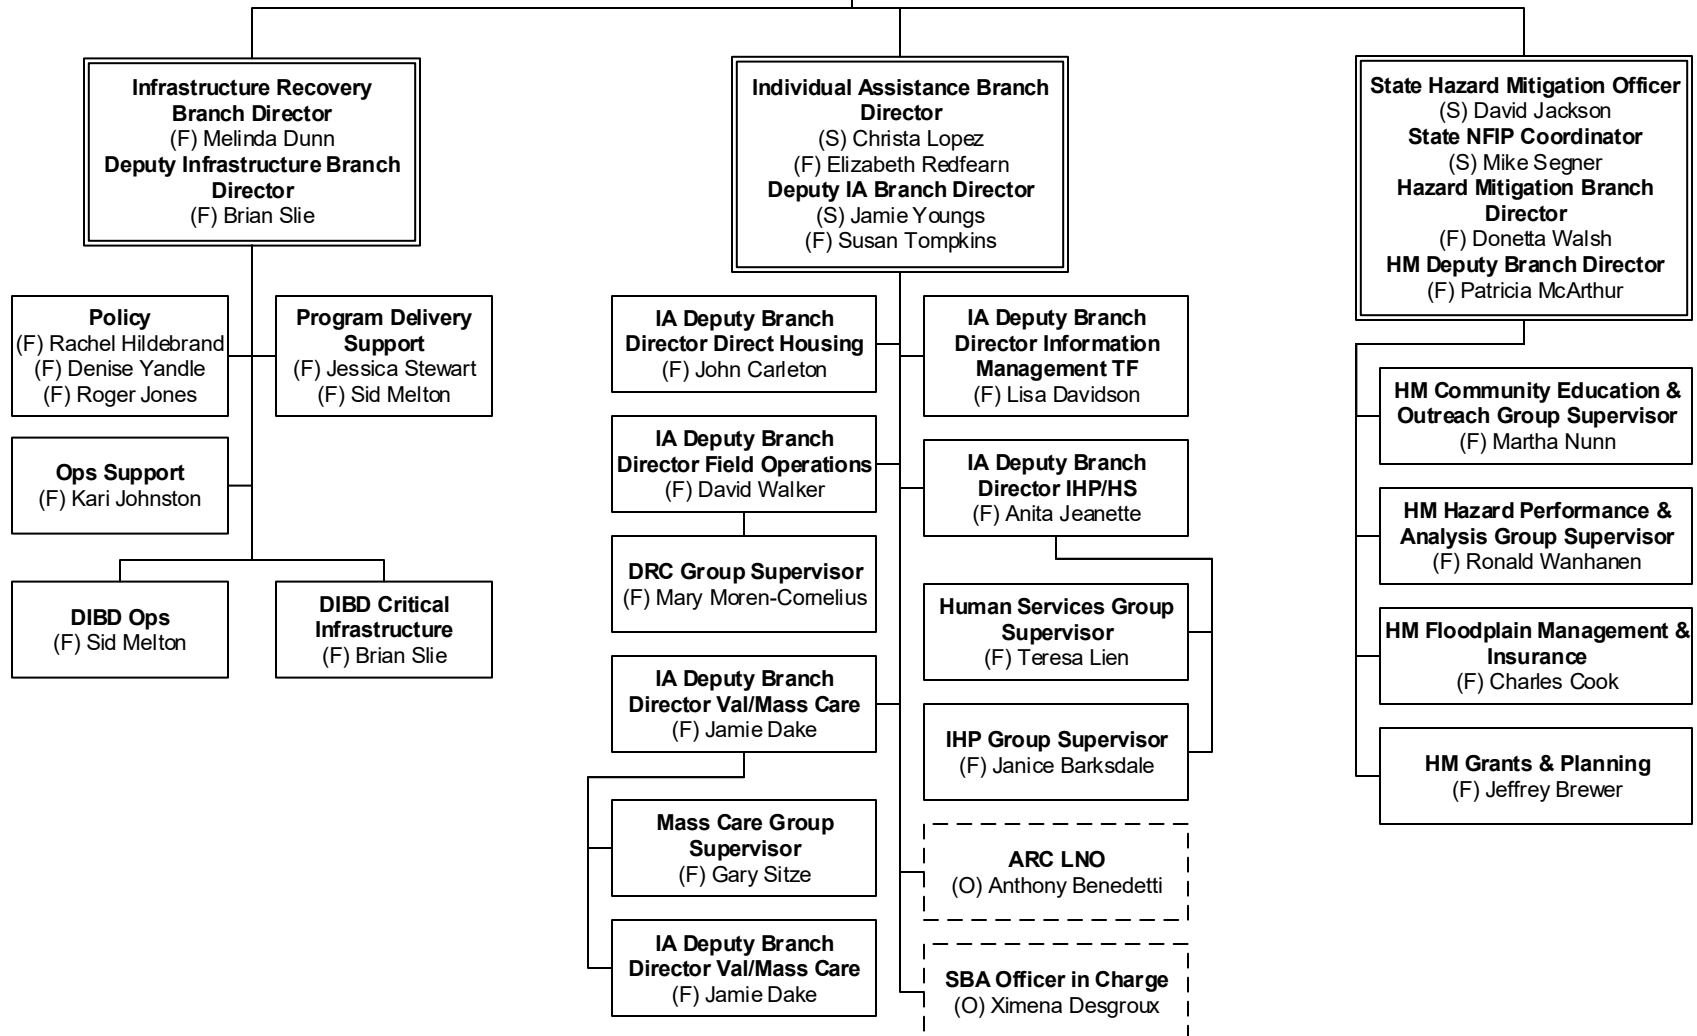 Infrastructure Recovery
Branch Director
(F) Melinda Dunn
Deputy Infrastructure Branch
Director
(F) Brian Slie
Policy
(F) Rachel Hildebrand
(F) Denise Yandle
(F) Roger Jones
Program Delivery
Support
(F) Jessica Stewart
(F) Sid Melton
Ops Support
(F) Kari Johnston
DIBD Ops
(F) Sid Melton
DIBD Critical
Infrastructure
(F) Brian Slie
Individual Assistance Branch
Director
(S) Christa Lopez
(F) Elizabeth Redfearn
Deputy IA Branch Director
(S) Jamie Youngs
(F) Susan Tompkins
IA Deputy Branch
Director Direct Housing
(F) John Carleton
IA Deputy Branch
Director Information
Management TF
(F) Lisa Davidson
IA Deputy Branch
Director Field Operations
(F) David Walker
IA Deputy Branch
Director IHP/HS
(F) Anita Jeanette
DRC Group Supervisor
(F) Mary Moren-Cornelius
Human Services Group
Supervisor
(F) Teresa Lien
IA Deputy Branch
Director Val/Mass Care
(F) Jamie Dake
IHP Group Supervisor
(F) Janice Barksdale
Mass Care Group
Supervisor
(F) Gary Sitze
ARC LNO
(O) Anthony Benedetti
IA Deputy Branch
Director Val/Mass Care
(F) Jamie Dake
SBA Officer in Charge
(O) Ximena Desgroux
State Hazard Mitigation Officer
(S) David Jackson
State NFIP Coordinator
(S) Mike Segner
Hazard Mitigation Branch
Director
(F) Donetta Walsh
HM Deputy Branch Director
(F) Patricia McArthur
HM Community Education &
Outreach Group Supervisor
(F) Martha Nunn
HM Hazard Performance &
Analysis Group Supervisor
(F) Ronald Wanhanen
HM Floodplain Management &
Insurance
(F) Charles Cook
HM Grants & Planning
(F) Jeffrey Brewer